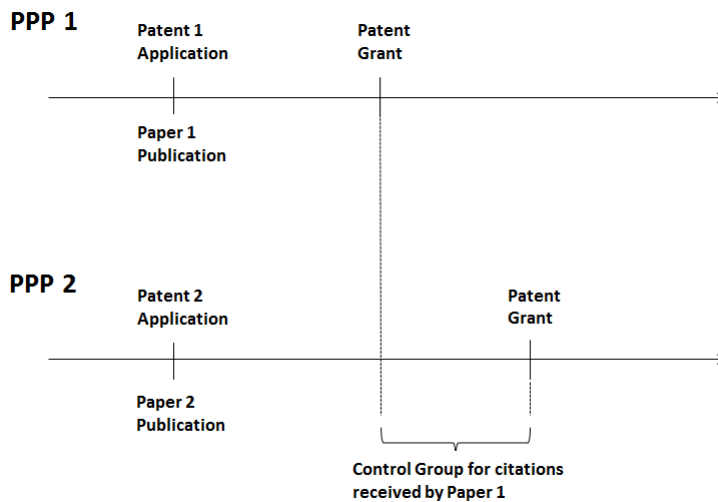 PPP 1
Patent 1
Application
Patent
Grant
Paper 1
Publication
PPP 2
Patent 2
Application
Patent
Grant
Paper 2
Publication
Control Group for citations
received by Paper 1